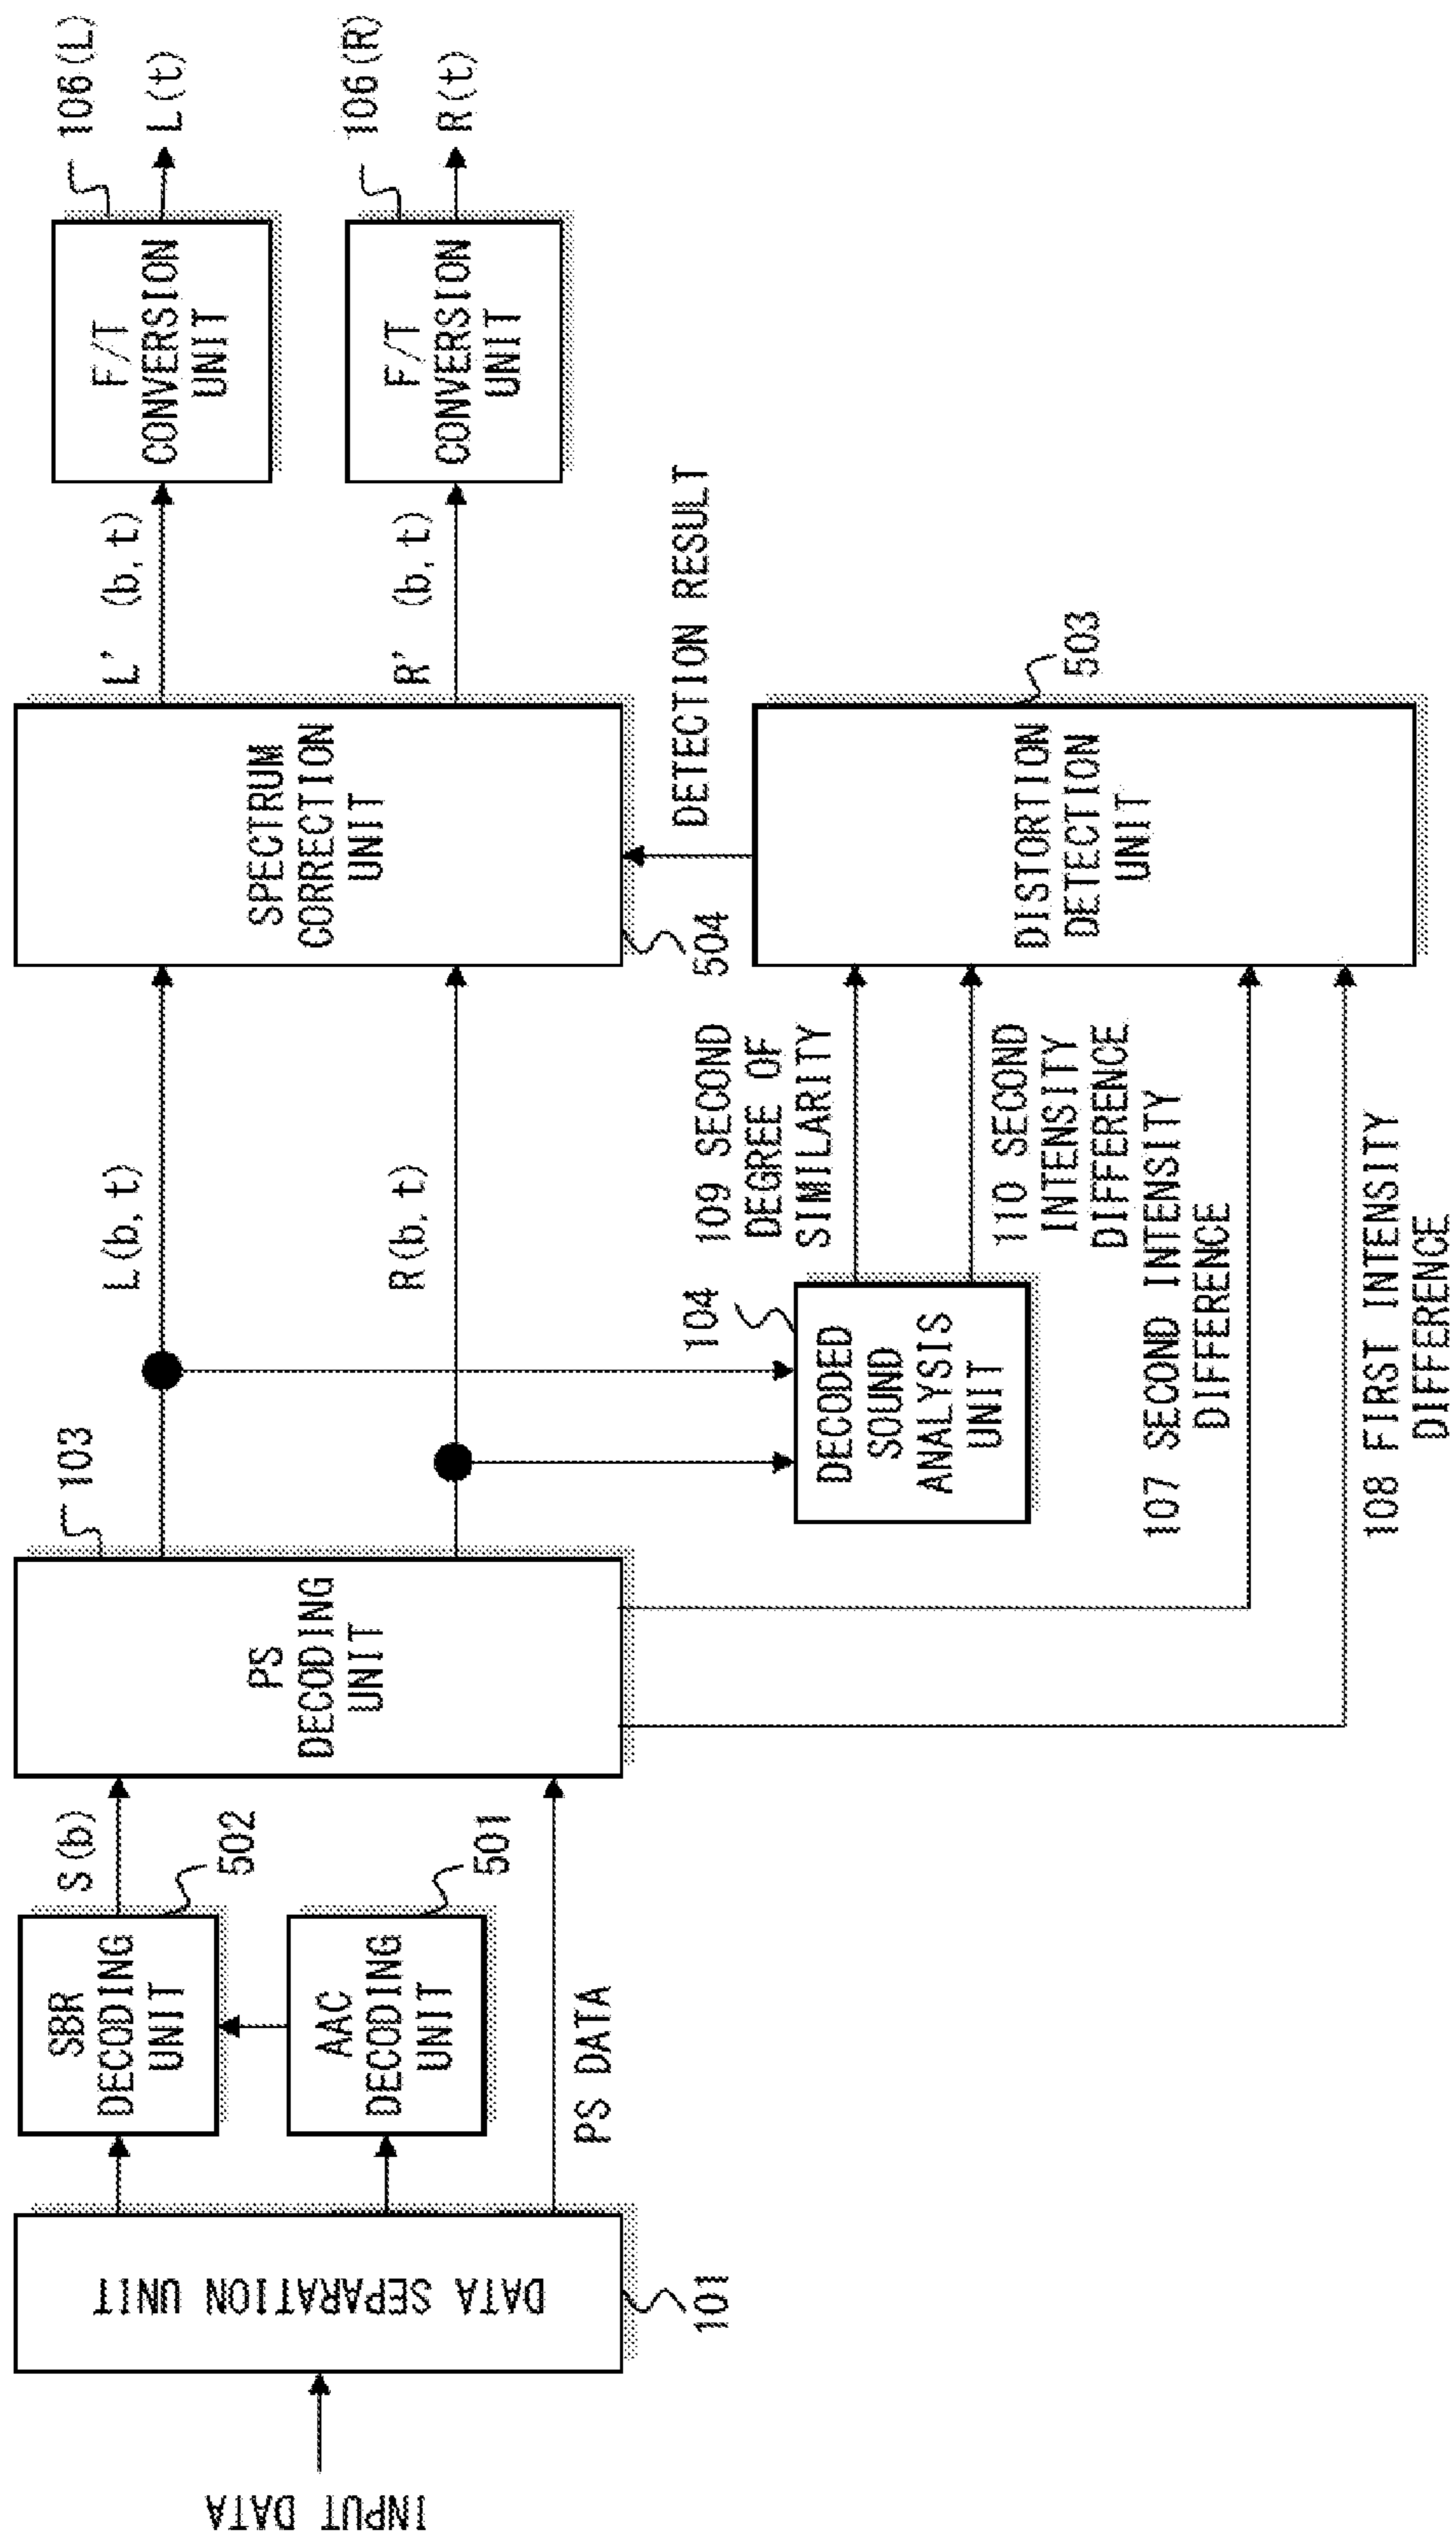 INPUT DATA
DATA SEPARATION UNIT
101
SBR
DECODING
UNIT
502
AAC
DECODING
UNIT
501
S(b)
PS DATA
PS
DECODING
UNIT
103
L(b,t)
R(b,t)
DECODED
SOUND
ANALYSIS
UNIT
104
109 SECOND
DEGREE OF
SIMILARITY
110 SECOND
INTENSITY
DIFFERENCE
107 SECOND INTENSITY
DIFFERENCE
108 FIRST INTENSITY
DIFFERENCE
SPECTRUM
CORRECTION
UNIT
504
DETECTION RESULT
DISTORTION
DETECTION
UNIT
503
L' (b,t)
R' (b,t)
F/T
CONVERSION
UNIT
106(L)
L(t)
F/T
CONVERSION
UNIT
106(R)
R(t)